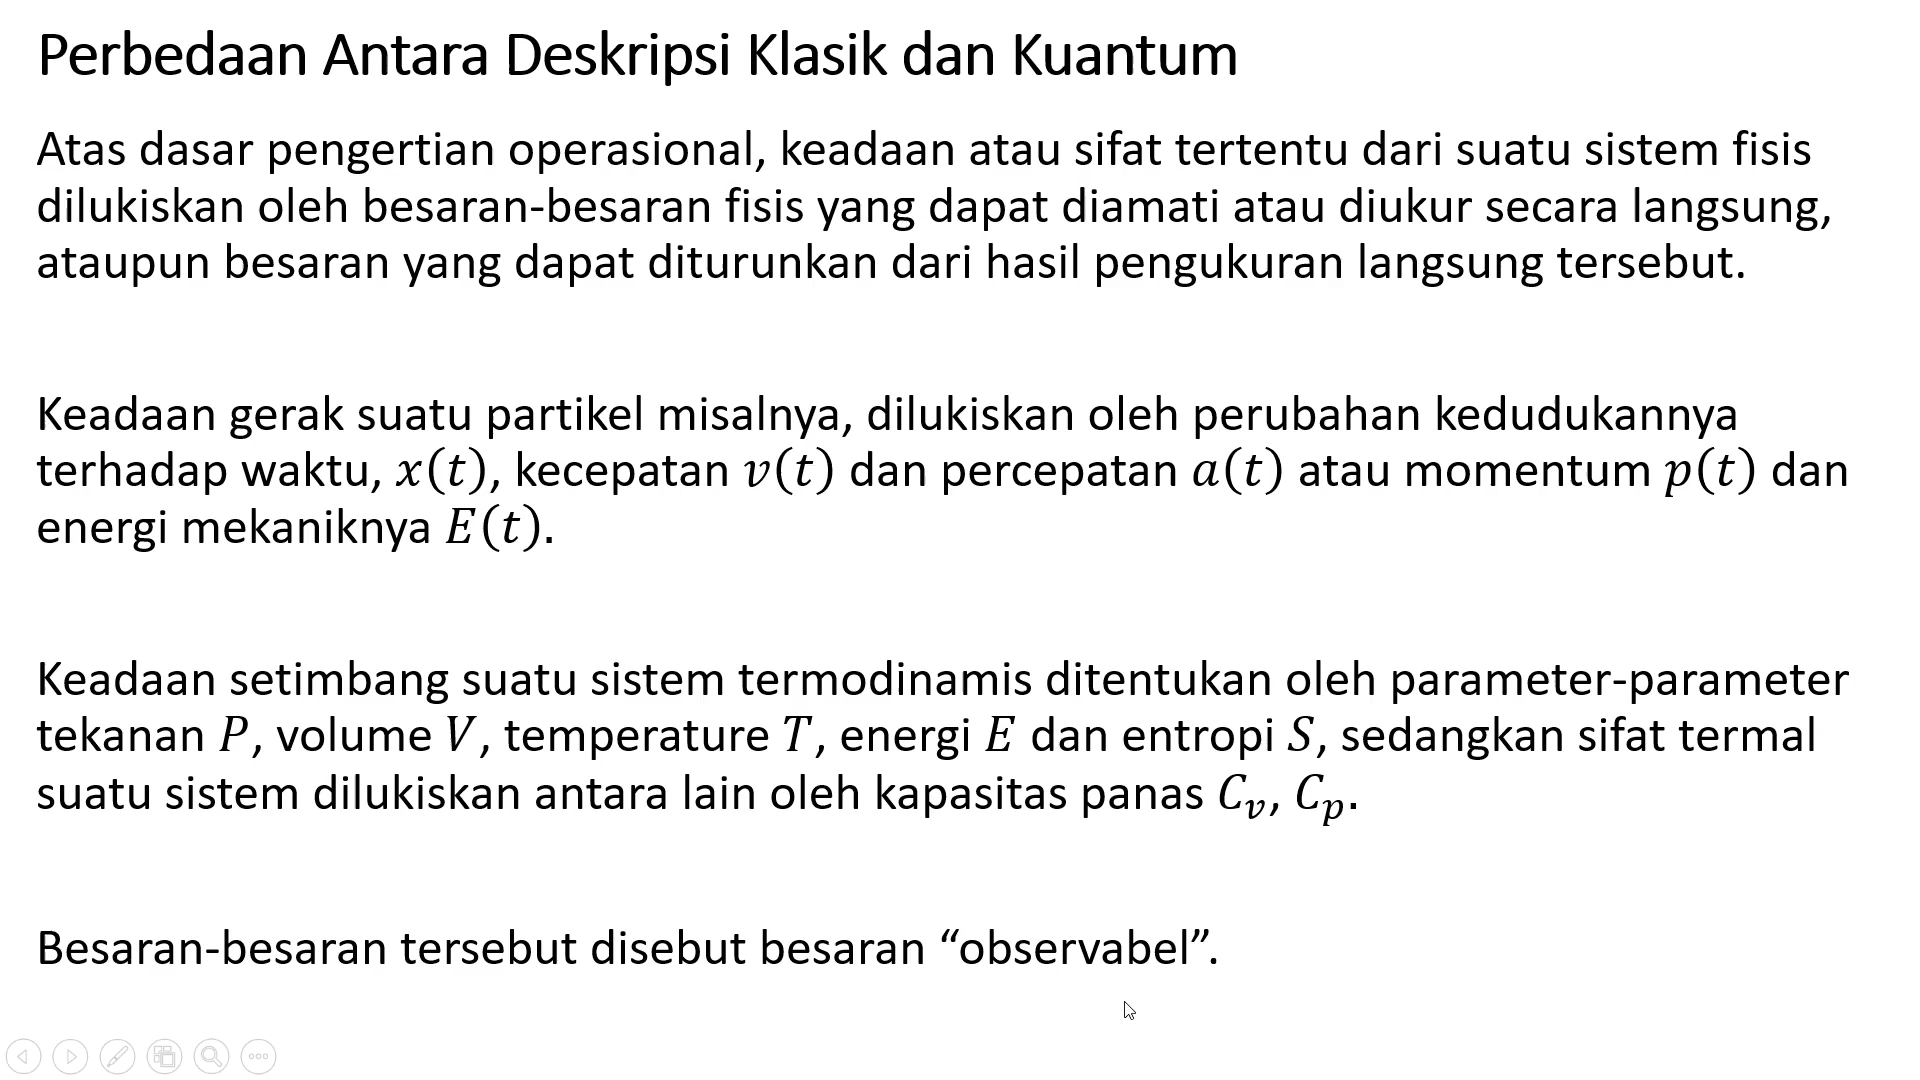 Perbedaan Antara Deskripsi Klasik dan Kuantum
Atas dasar pengertian operasional, keadaan atau sifat tertentu dari suatu sistem fisis
dilukiskan oleh besaran-besaran fisis yang dapat diamati atau diukur secara langsung,
ataupun besaran yang dapat diturunkan dari hasil pengukuran langsung tersebut.
Keadaan gerak suatu partikel misalnya, dilukiskan oleh perubahan kedudukannya
terhadap waktu, x(t), kecepatan v(t) dan percepatan a(t) atau momentum p(t) dan
energi mekaniknya E(t).
Keadaan setimbang suatu sistem termodinamis ditentukan oleh parameter-parameter
tekanan P, volume V, temperature T, energi E dan entropi S, sedangkan sifat termal
suatu sistem dilukiskan antara lain oleh kapasitas panas C_v, C_p.
Besaran-besaran tersebut disebut besaran “observabel”.